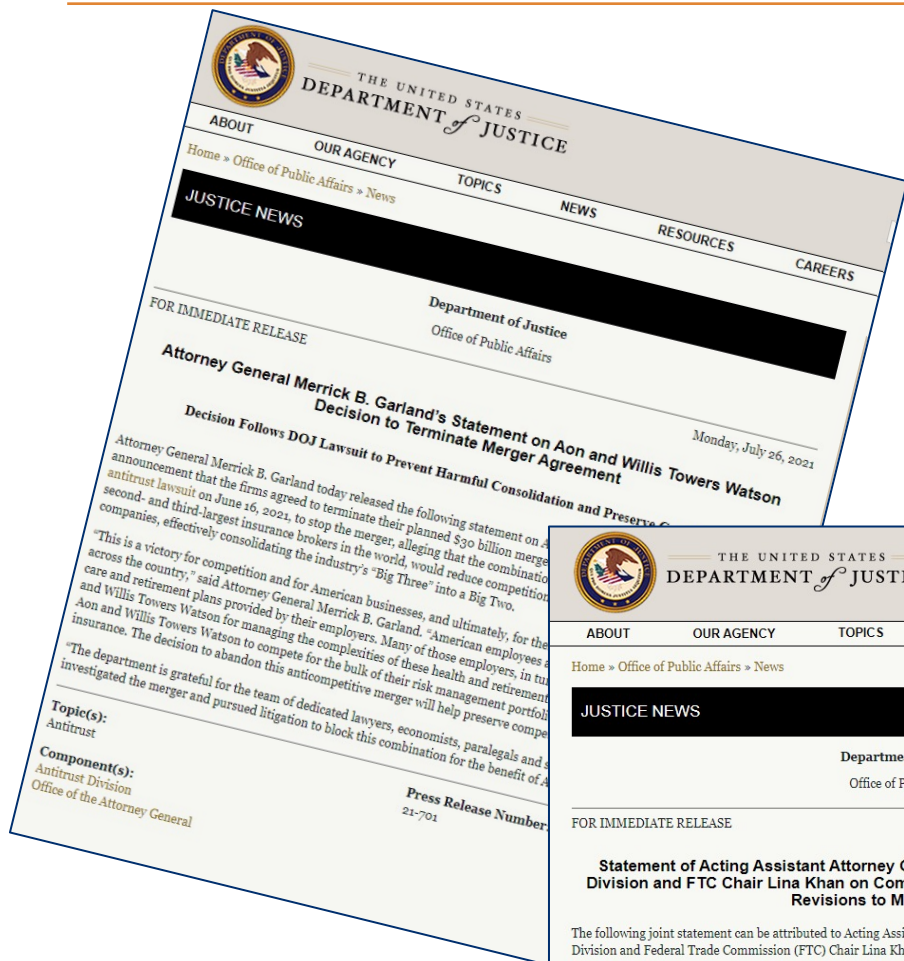 THE UNITED STATES
DEPARTMENT of JUSTICE
ABOUT OUR AGENCY TOPICS NEWS RESOURCES CAREERS
Home » Office of Public Affairs » News
JUSTICE NEWS
Department of Justice
Office of Public Affairs
FOR IMMEDIATE RELEASE
Monday, July 26, 2021
Attorney General Merrick B. Garland's Statement on Aon and Willis Towers Watson
Decision to Terminate Merger Agreement
Decision Follows DOJ Lawsuit to Prevent Harmful Consolidation and Preserve
Attorney General Merrick B. Garland today released the following statement on
announcement that the firms agreed to terminate their planned $30 billion merge
antitrust lawsuit on June 16, 2021, to stop the merger, alleging that the combinatio
second- and third-largest insurance brokers in the world, would reduce competition
companies, effectively consolidating the industry's "Big Three" into a Big Two.
"This is a victory for competition and for American businesses, and ultimately, for the
across the country," said Attorney General Merrick B. Garland. "American employees
care and retirement plans provided by their employers. Many of those employers, in tu
and Willis Towers Watson for managing the complexities of these health and retirement
Aon and Willis Towers Watson to compete for the bulk of their risk management portfoli
insurance. The decision to abandon this anticompetitive merger will help preserve compe
"The department is grateful for the team of dedicated lawyers, economists, paralegals and s
investigated the merger and pursued litigation to block this combination for the benefit of A
Topic(s):
Antitrust
Component(s):
Antitrust Division
Office of the Attorney General
Press Release Number:
21-701
THE UNITED STATES
DEPARTMENT of JUSTI
ABOUT OUR AGENCY TOPICS
Home » Office of Public Affairs » News
JUSTICE NEWS
Departme
Office of P
FOR IMMEDIATE RELEASE
Statement of Acting Assistant Attorney G
Division and FTC Chair Lina Khan on Com
Revisions to M
The following joint statement can be attributed to Acting Assi
Division and Federal Trade Commission (FTC) Chair Lina Kh